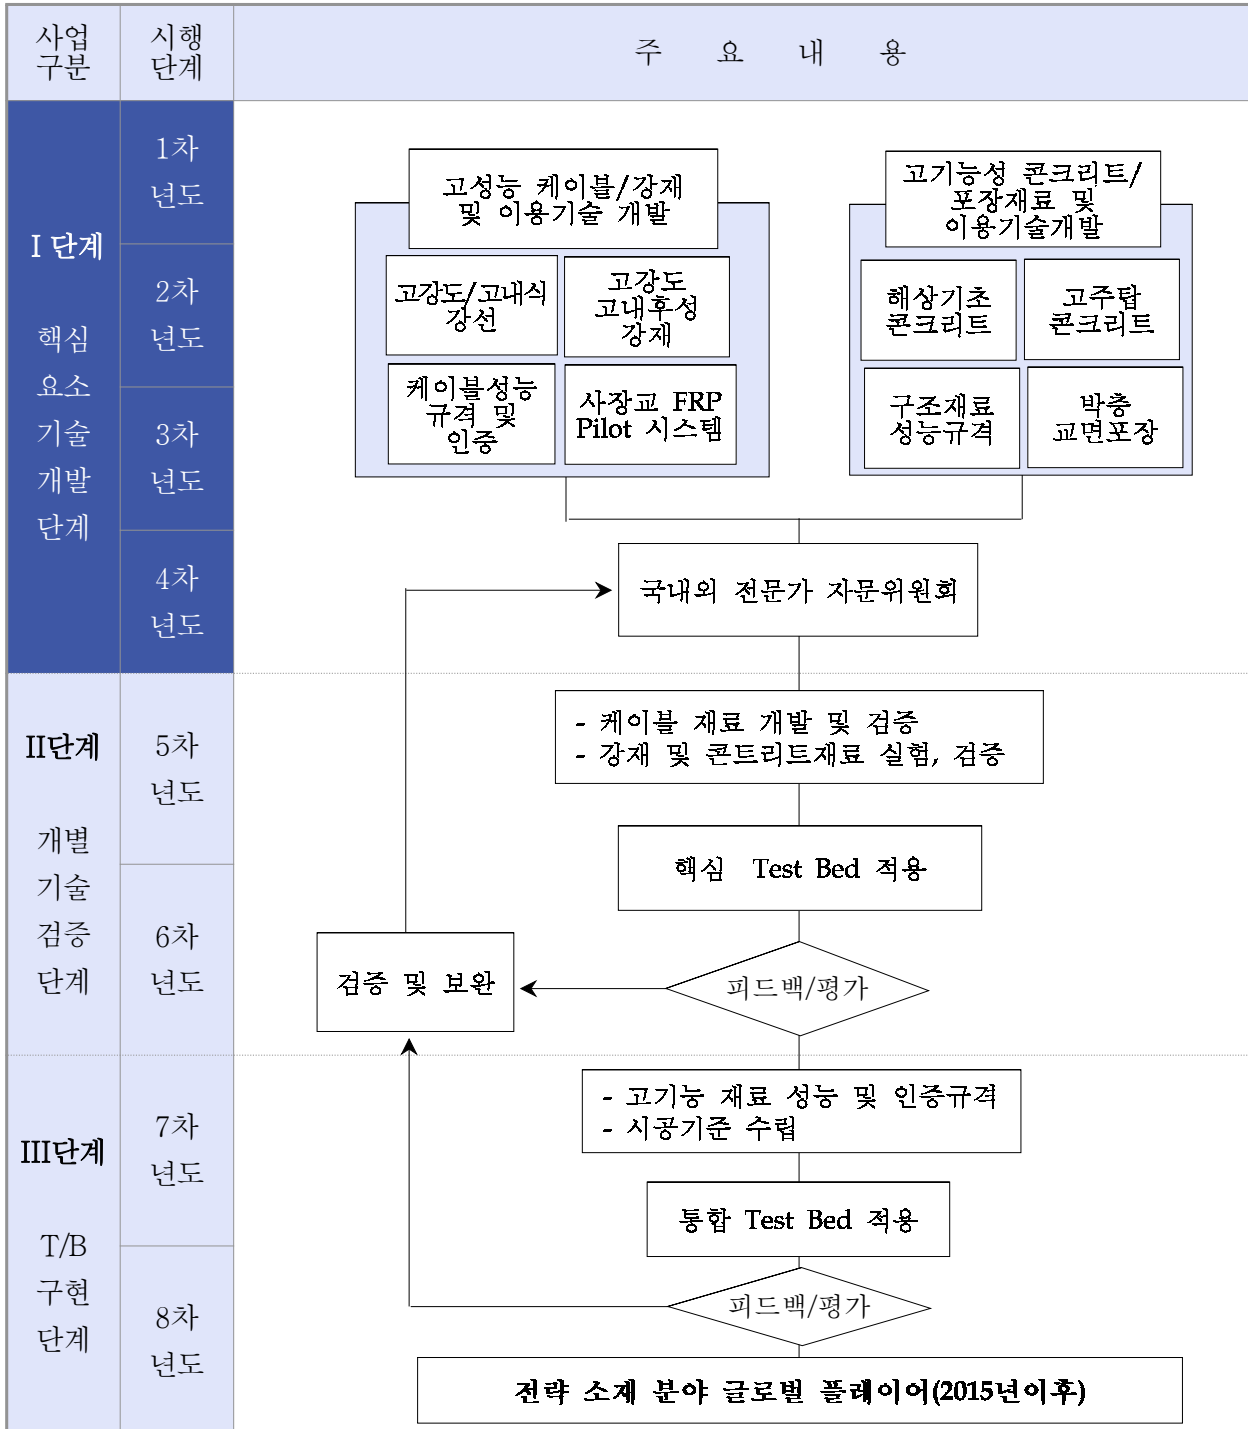 사업
구분
시행
단계
주 요 내 용
I 단계
핵심
요소
기술
개발
단계
1차
년도
2차
년도
3차
년도
4차
년도
고성능 케이블/강재
및 이용기술 개발
고강도/고내식
강선
고강도
고내후성
강재
케이블성능
규격 및
인증
사장교 FRP
Pilot 시스템
고기능성 콘크리트/
포장재료 및
이용기술개발
해상기초
콘크리트
고주탑
콘크리트
구조재료
성능규격
박층
교면포장
국내외 전문가 자문위원회
II단계
개별
기술
검증
단계
5차
년도
6차
년도
- 케이블 재료 개발 및 검증
- 강재 및 콘트리트재료 실험, 검증
핵심 Test Bed 적용
검증 및 보완
피드백/평가
III단계
T/B
구현
단계
7차
년도
8차
년도
- 고기능 재료 성능 및 인증규격
- 시공기준 수립
통합 Test Bed 적용
피드백/평가
전략 소재 분야 글로벌 플레이어(2015년이후)